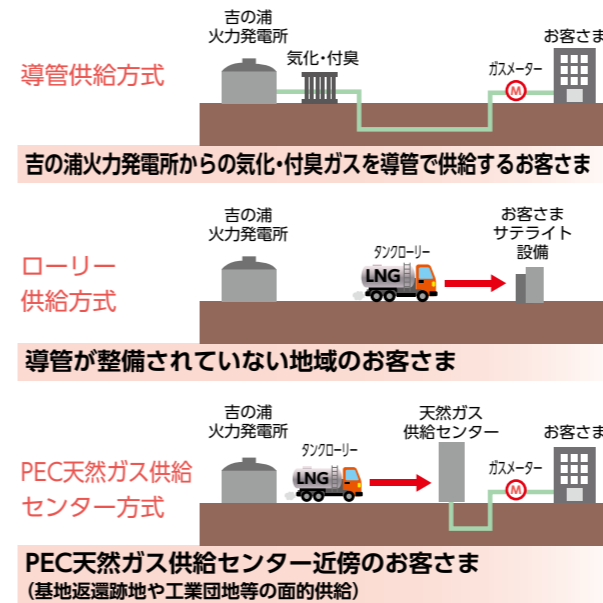 導管供給方式
吉の浦
火力発電所
気化・付臭
ガスメーター
M
お客さま
吉の浦火力発電所からの気化・付臭ガスを導管で供給するお客さま
ローリー
供給方式
吉の浦
火力発電所
タンクローリー
LNG
お客さま
サテライト
設備
導管が整備されていない地域のお客さま
PEC天然ガス供給
センター方式
吉の浦
火力発電所
タンクローリー
LNG
天然ガス
供給センター
ガスメーター
M
お客さま
PEC天然ガス供給センター近傍のお客さま
(基地返還跡地や工業団地等の面的供給)